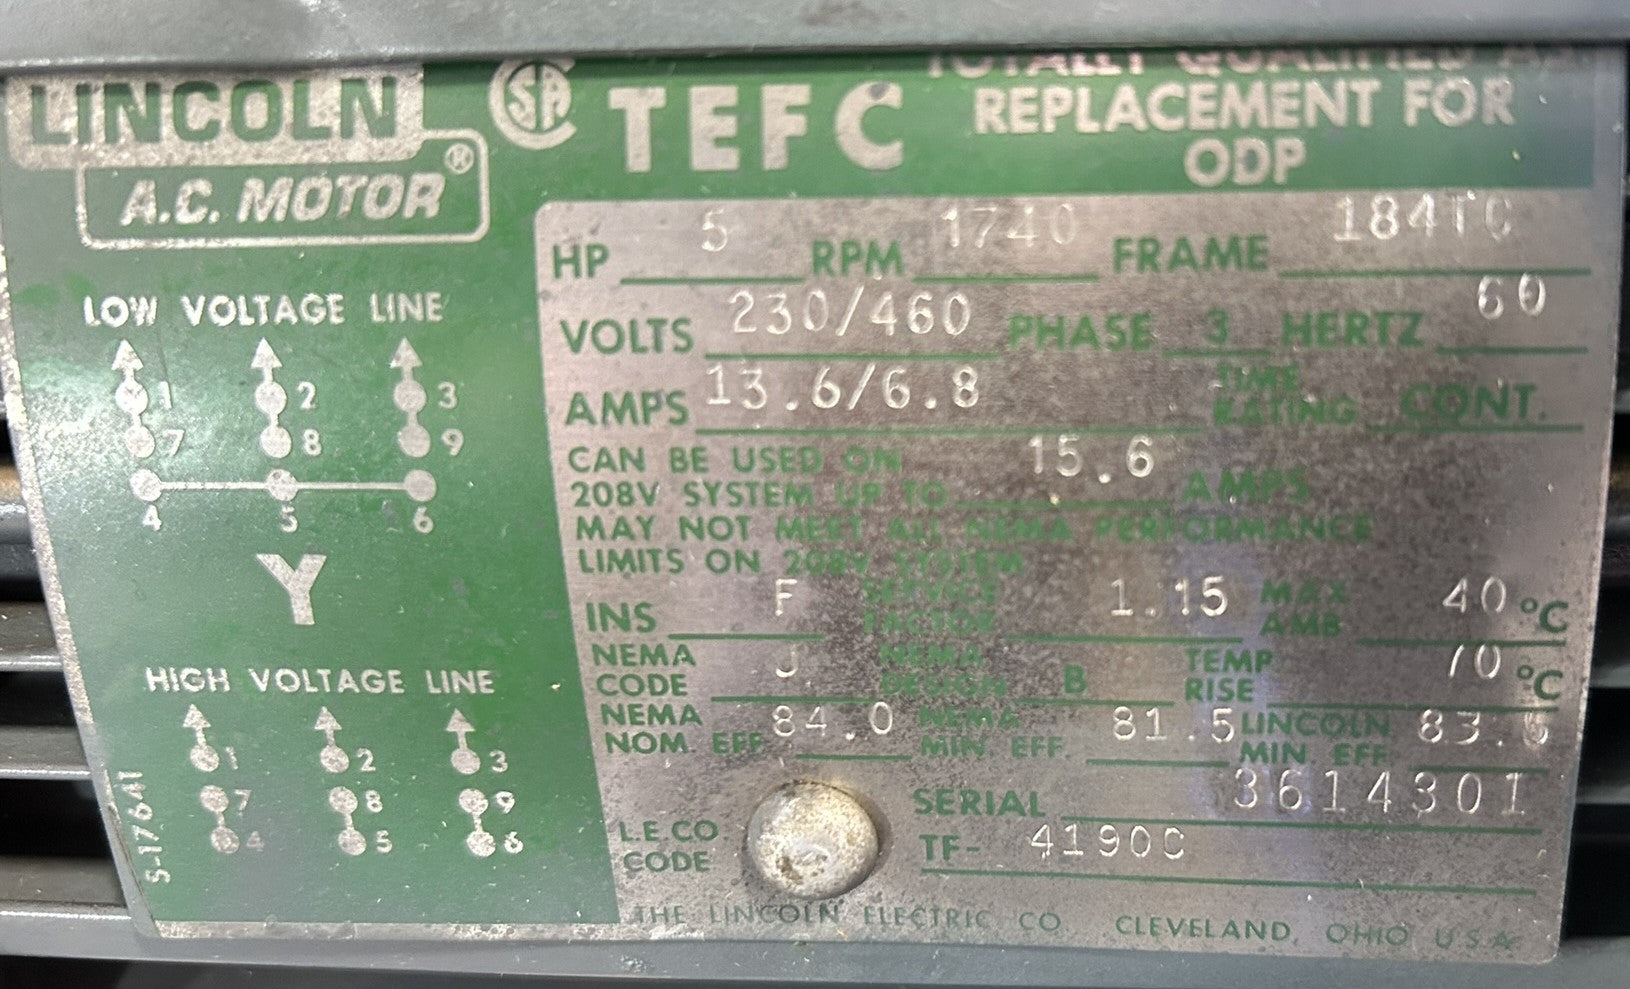 LINCOLN
A.C. MOTOR®
CSA
TEFC
TOTALLY QUALIFIED AS
REPLACEMENT FOR
ODP
LOW VOLTAGE LINE
1 2 3
7 8 9
4 5 6
Y
HIGH VOLTAGE LINE
1 2 3
7 8 9
4 5 6
S-17641
HP 5 RPM 1740 FRAME 184TC
VOLTS 230/460 PHASE 3 HERTZ 60
AMPS 13.6/6.8 TIME RATING CONT.
CAN BE USED ON
208V SYSTEM UP TO 15.6 AMPS
MAY NOT MEET ALL NEMA PERFORMANCE
LIMITS ON 208V SYSTEM
INS F SERVICE FACTOR 1.15 MAX AMB 40 °C
NEMA CODE J NEMA DESIGN B TEMP RISE 70 °C
NEMA NOM. EFF 84.0 NEMA MIN. EFF. 81.5 LINCOLN MIN. EFF.
L.E.CO. CODE SERIAL 3614301
TF- 4190C
THE LINCOLN ELECTRIC CO. CLEVELAND, OHIO U.S.A.